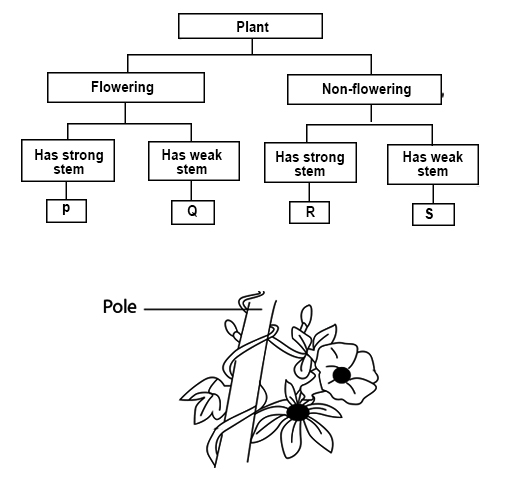 Plant
Flowering
Non-flowering
Has strong
stem
Has weak
stem
Has strong
stem
Has weak
stem
p
Q
R
S
Pole